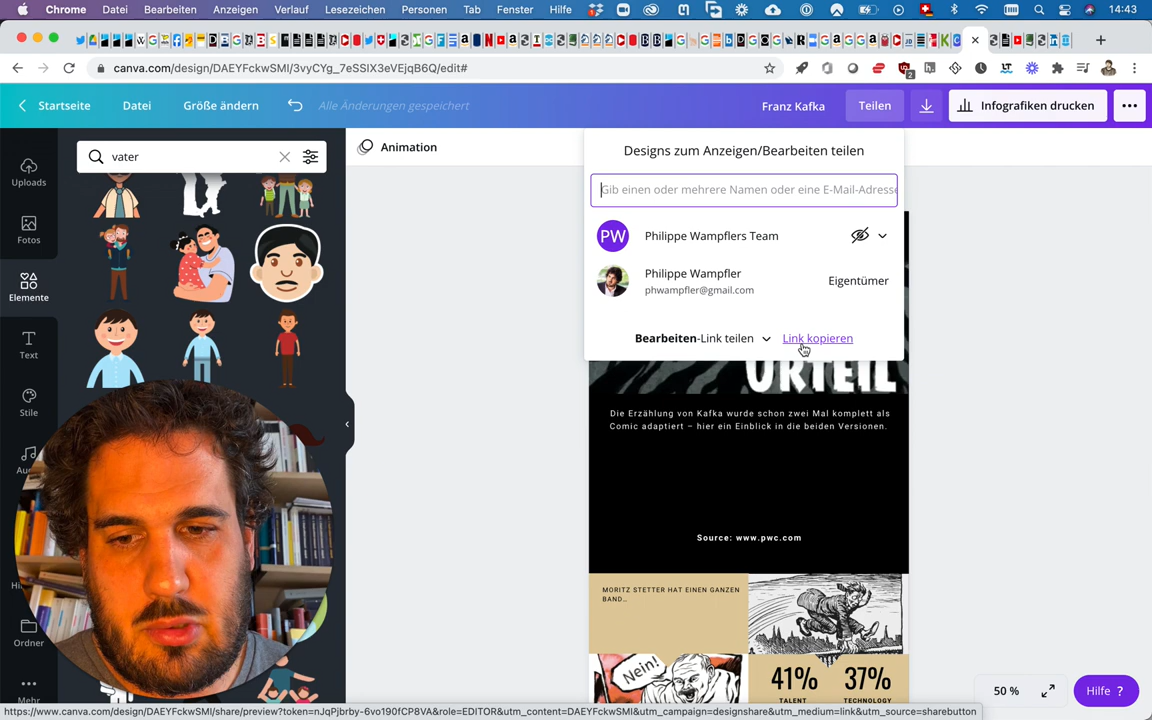 Chrome Datei Bearbeiten Anzeigen Verlauf Lesezeichen Personen Tab Fenster Hilfe 14:43
canva.com/design/DAEYFckwSMI/3vyCYg_7eSSIX3eVEjqB6Q/edit#
Startseite Datei Größe ändern Alle Änderungen gespeichert Franz Kafka Teilen Infografiken drucken
vater
Animation
Uploads
Fotos
Elemente
Text
Stile
Ordner
Mehr
Designs zum Anzeigen/Bearbeiten teilen
Gib einen oder mehrere Namen oder eine E-Mail-Adresse
PW Philippe Wampflers Team
Philippe Wampfler
phwampfler@gmail.com
Eigentümer
Bearbeiten-Link teilen Link kopieren
URTEIL
Die Erzählung von Kafka wurde schon zwei Mal komplett als
Comic adaptiert – hier ein Einblick in die beiden Versionen.
Source: www.pwc.com
MORITZ STETTER HAT EINEN GANZEN
BAND...
Nein!
41% 37%
TALENT TECHNOLOGY
50 % Hilfe ?
https://www.canva.com/design/DAEYFckwSMI/share/preview?token=nJqPjbrby-6vo190fCP8VA&role=EDITOR&utm_content=DAEYFckwSMI&utm_campaign=designshare&utm_medium=link&utm_source=sharebutton